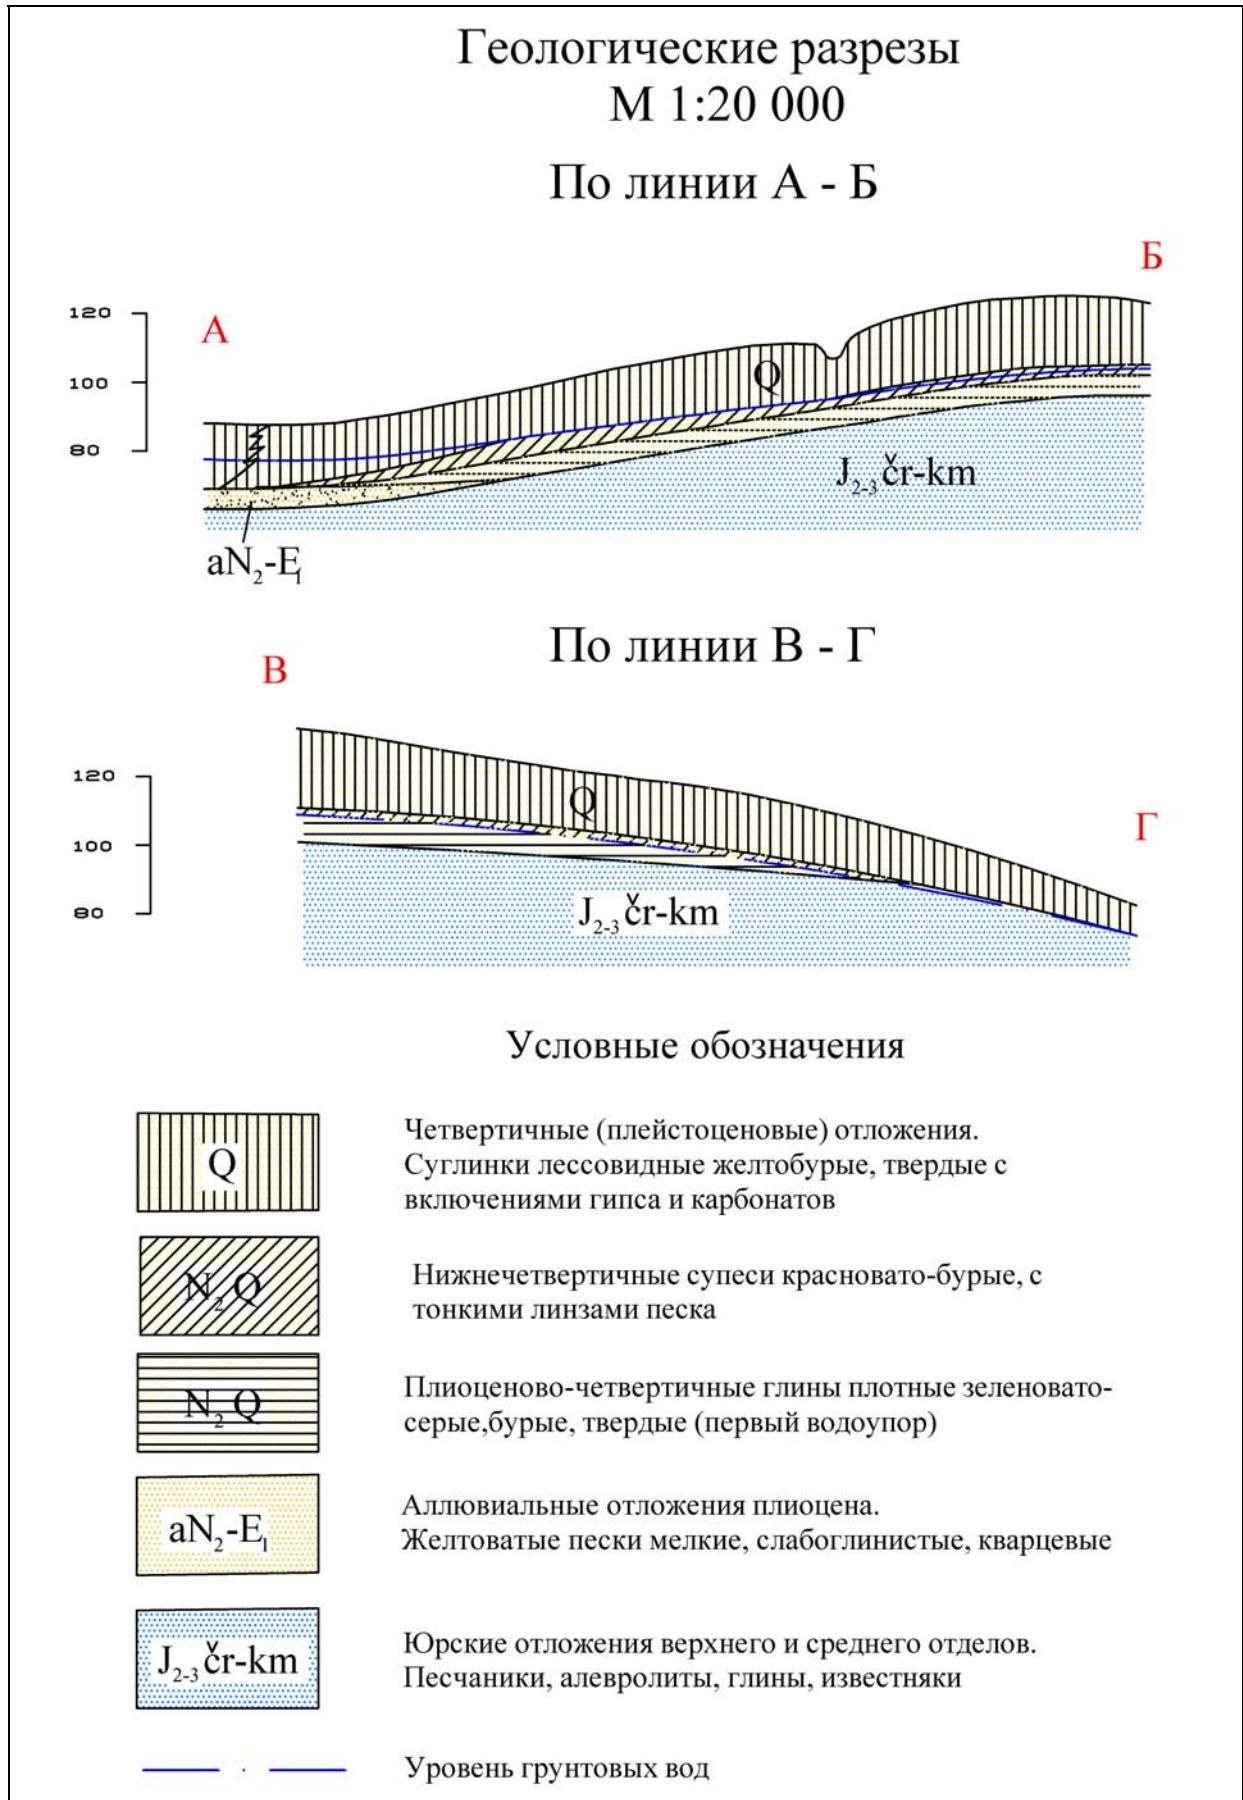 Геологические разрезы
М 1:20 000
По линии А - Б
Б
А
120
100
80
Q
J2-3 čr-km
aN2-E1
По линии В - Г
В
120
100
80
Q
Г
J2-3 čr-km
Условные обозначения
Q
Четвертичные (плейстоценовые) отложения.
Суглинки лессовидные желтобурые, твердые с
включениями гипса и карбонатов
N2 Q
Нижнечетвертичные супеси красновато-бурые, с
тонкими линзами песка
N2 Q
Плиоценово-четвертичные глины плотные зеленовато-
серые,бурые, твердые (первый водоупор)
aN2-E1
Аллювиальные отложения плиоцена.
Желтоватые пески мелкие, слабоглинистые, кварцевые
J2-3 čr-km
Юрские отложения верхнего и среднего отделов.
Песчаники, алевролиты, глины, известняки
Уровень грунтовых вод